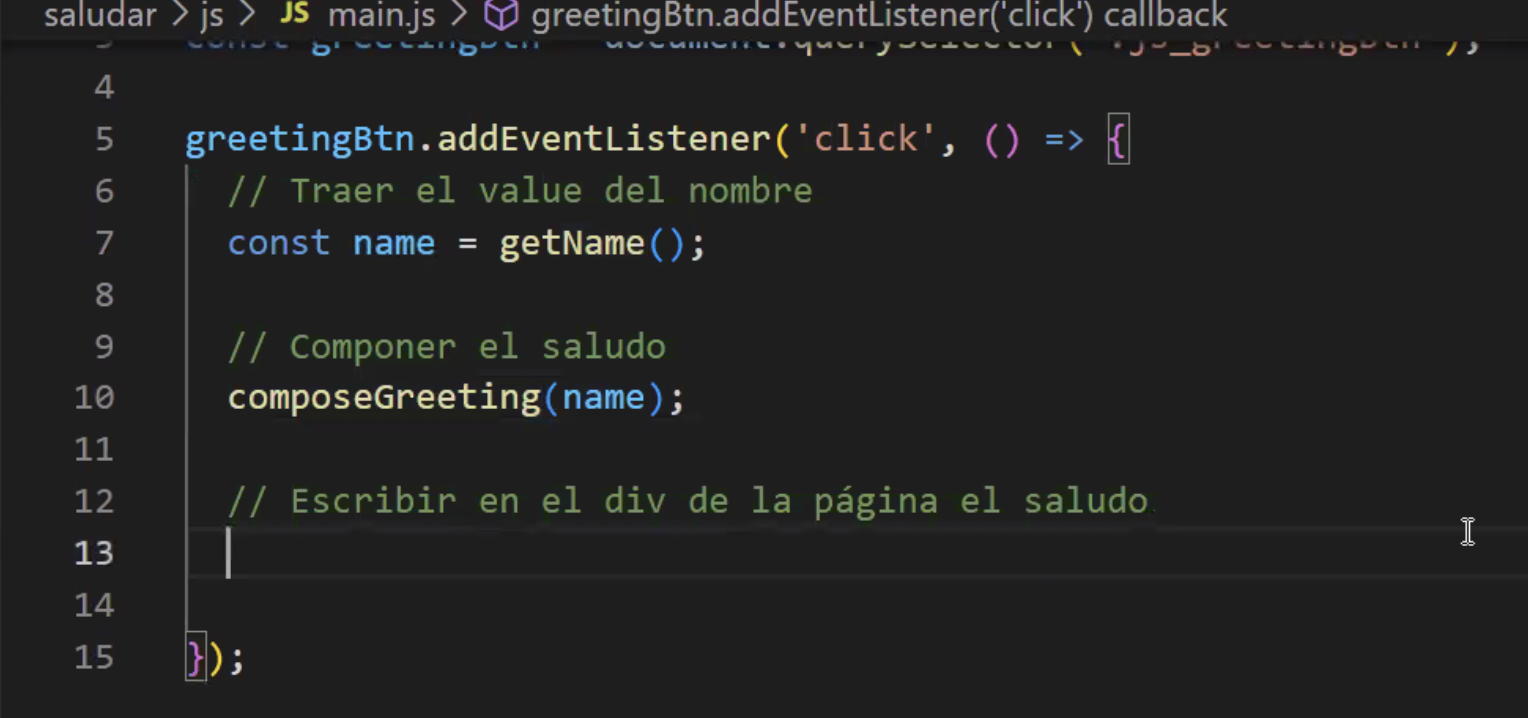 saludar > js > JS main.js > greetingBtn.addEventListener('click') callback
3 const greetingBtn = document.querySelector('.js_greetingBtn');
4
5 greetingBtn.addEventListener('click', () => {
6 // Traer el value del nombre
7 const name = getName();
8
9 // Componer el saludo
10 composeGreeting(name);
11
12 // Escribir en el div de la página el saludo
13
14
15 });